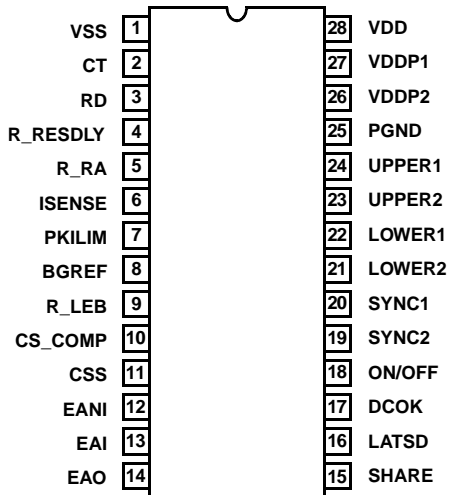 VSS 1 28 VDD
CT 2 27 VDDP1
RD 3 26 VDDP2
R_RESDLY 4 25 PGND
R_RA 5 24 UPPER1
ISENSE 6 23 UPPER2
PKILIM 7 22 LOWER1
BGREF 8 21 LOWER2
R_LEB 9 20 SYNC1
CS_COMP 10 19 SYNC2
CSS 11 18 ON/OFF
EANI 12 17 DCOK
EAI 13 16 LATSD
EAO 14 15 SHARE